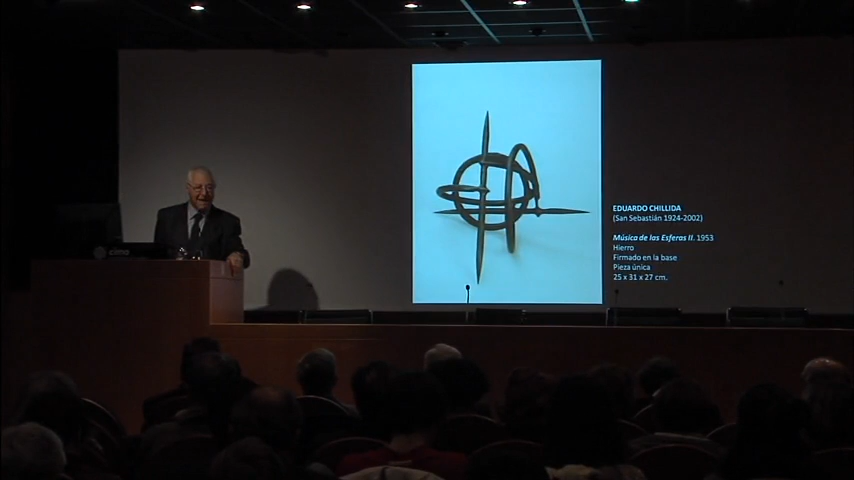 EDUARDO CHILLIDA
(San Sebastián 1924-2002)
Música de las Esferas II. 1953
Hierro
Firmado en la base
Pieza única
25 x 31 x 27 cm.